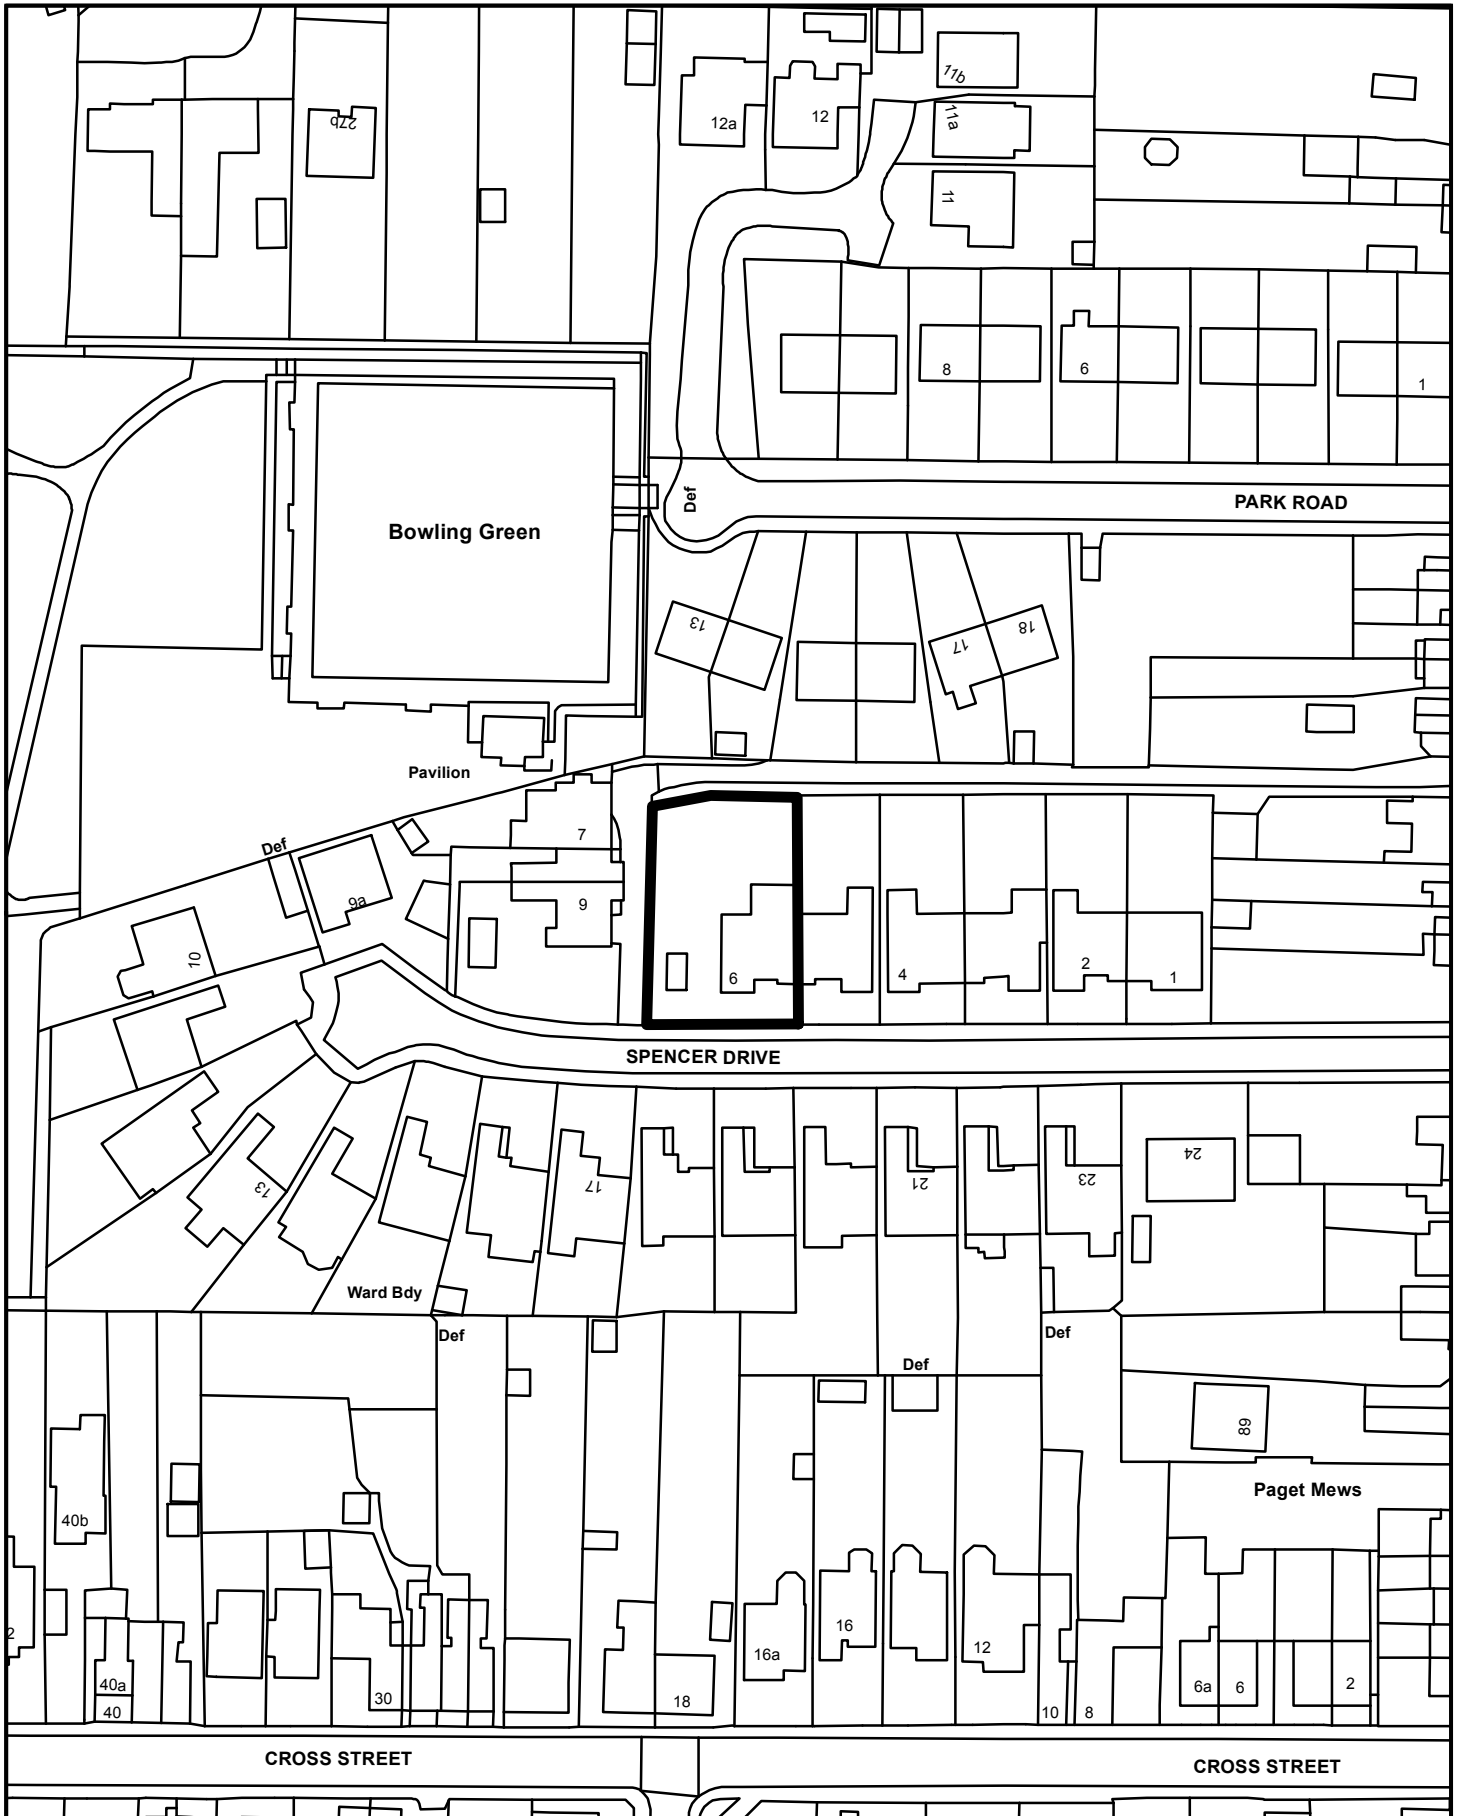 11b
12a
12
11a
27b
11
8
6
1
Def
PARK ROAD
Bowling Green
13
18
17
Pavilion
7
Def
9a
9
10
6
4
2
1
SPENCER DRIVE
24
13
17
21
23
Ward Bdy
Def
Def
Def
89
Paget Mews
40b
2
16
16a
12
40a
30
18
6a
6
2
40
10
8
CROSS STREET
CROSS STREET